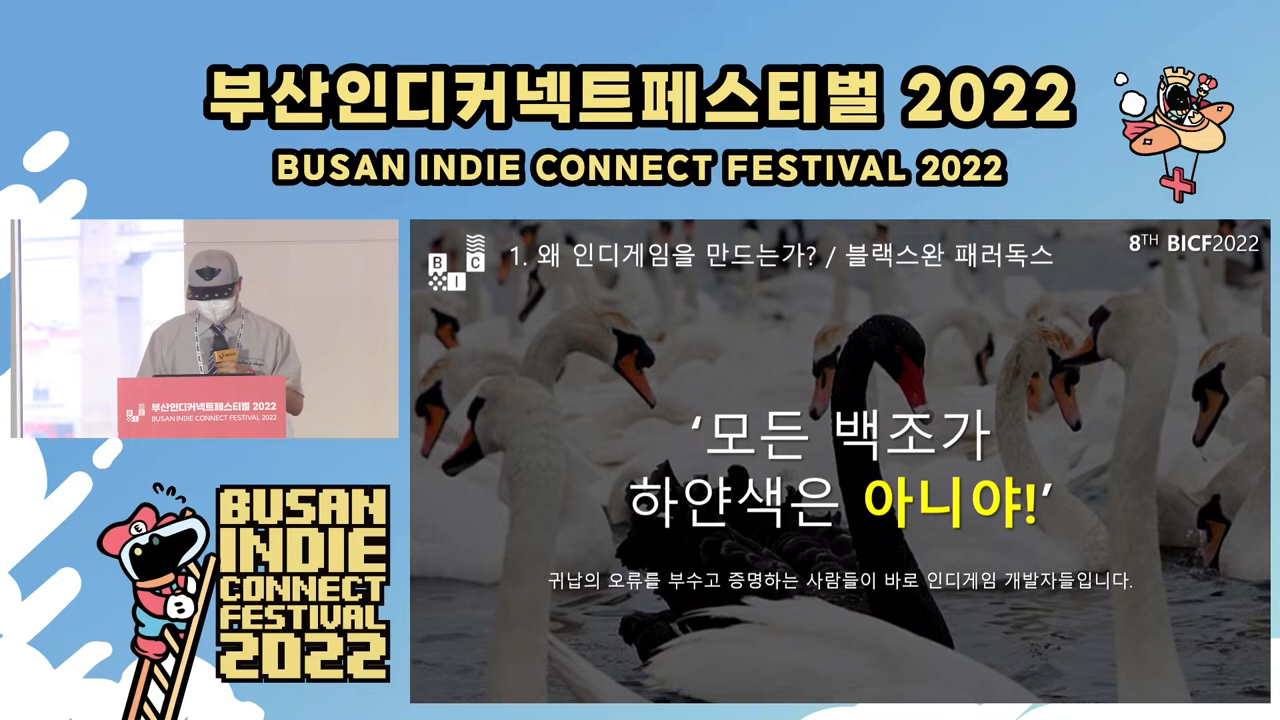 부산인디커넥트페스티벌 2022
BUSAN INDIE CONNECT FESTIVAL 2022
B C I
1. 왜 인디게임을 만드는가? / 블랙스완 패러독스
8TH BICF2022
부산인디커넥트페스티벌 2022
BUSAN INDIE CONNECT FESTIVAL 2022
‘모든 백조가
하얀색은 아니야!’
귀납의 오류를 부수고 증명하는 사람들이 바로 인디게임 개발자들입니다.
BUSAN
INDIE
CONNECT
FESTIVAL
2022